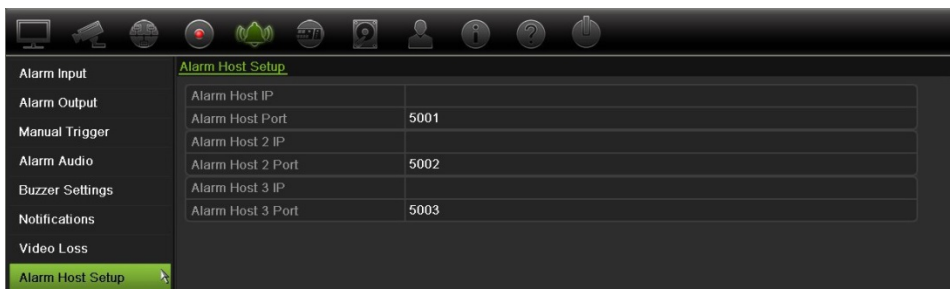 Alarm Input
Alarm Output
Manual Trigger
Alarm Audio
Buzzer Settings
Notifications
Video Loss
Alarm Host Setup
Alarm Host Setup
Alarm Host IP
Alarm Host Port 5001
Alarm Host 2 IP
Alarm Host 2 Port 5002
Alarm Host 3 IP
Alarm Host 3 Port 5003